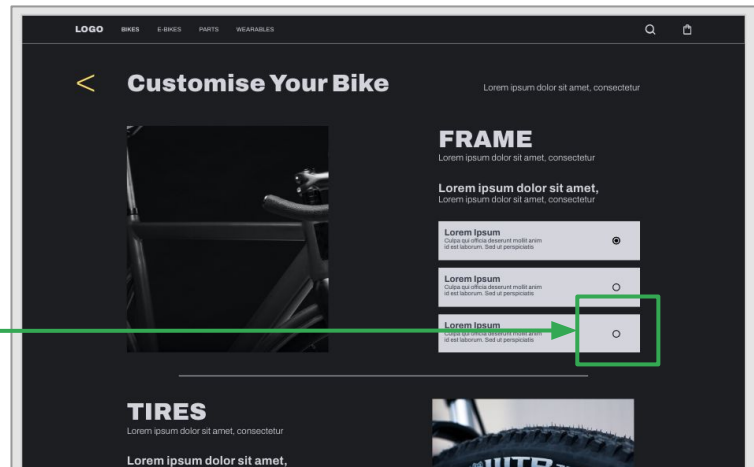 LOGO BIKES E-BIKES PARTS WEARABLES
< Customise Your Bike
Lorem ipsum dolor sit amet, consectetur
FRAME
Lorem ipsum dolor sit amet, consectetur
Lorem ipsum dolor sit amet,
Lorem ipsum dolor sit amet, consectetur
Lorem Ipsum
Culpa qui officia deserunt mollit anim
id est laborum. Sed ut perspiciatis
Lorem Ipsum
Culpa qui officia deserunt mollit anim
id est laborum. Sed ut perspiciatis
Lorem Ipsum
Culpa qui officia deserunt mollit anim
id est laborum. Sed ut perspiciatis
TIRES
Lorem ipsum dolor sit amet, consectetur
Lorem ipsum dolor sit amet,